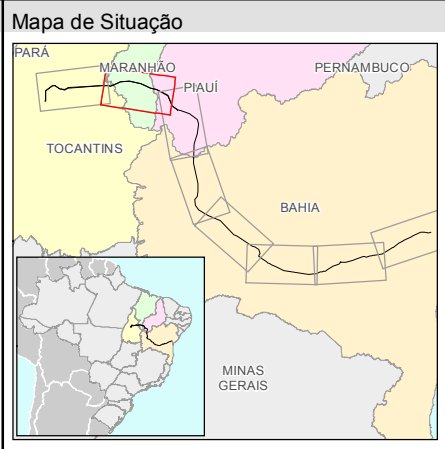 Mapa de Situação
PARÁ
MARANHÃO
PERNAMBUCO
PIAUÍ
TOCANTINS
BAHIA
MINAS
GERAIS